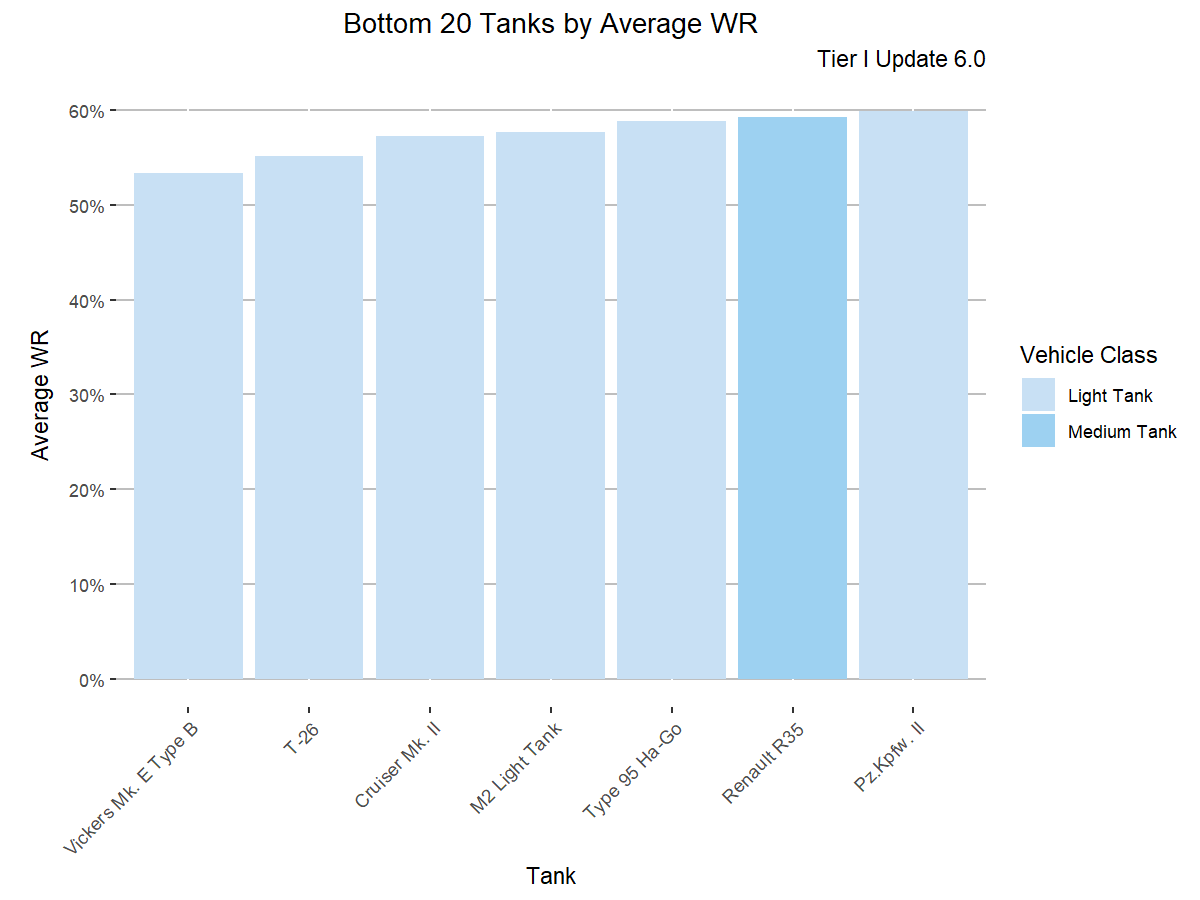 Bottom 20 Tanks by Average WR
Tier I Update 6.0
60%
50%
40%
30%
20%
10%
0%
Average WR
Vickers Mk. E Type B
T-26
Cruiser Mk. II
M2 Light Tank
Type 95 Ha-Go
Renault R35
Pz.Kpfw. II
Tank
Vehicle Class
Light Tank
Medium Tank